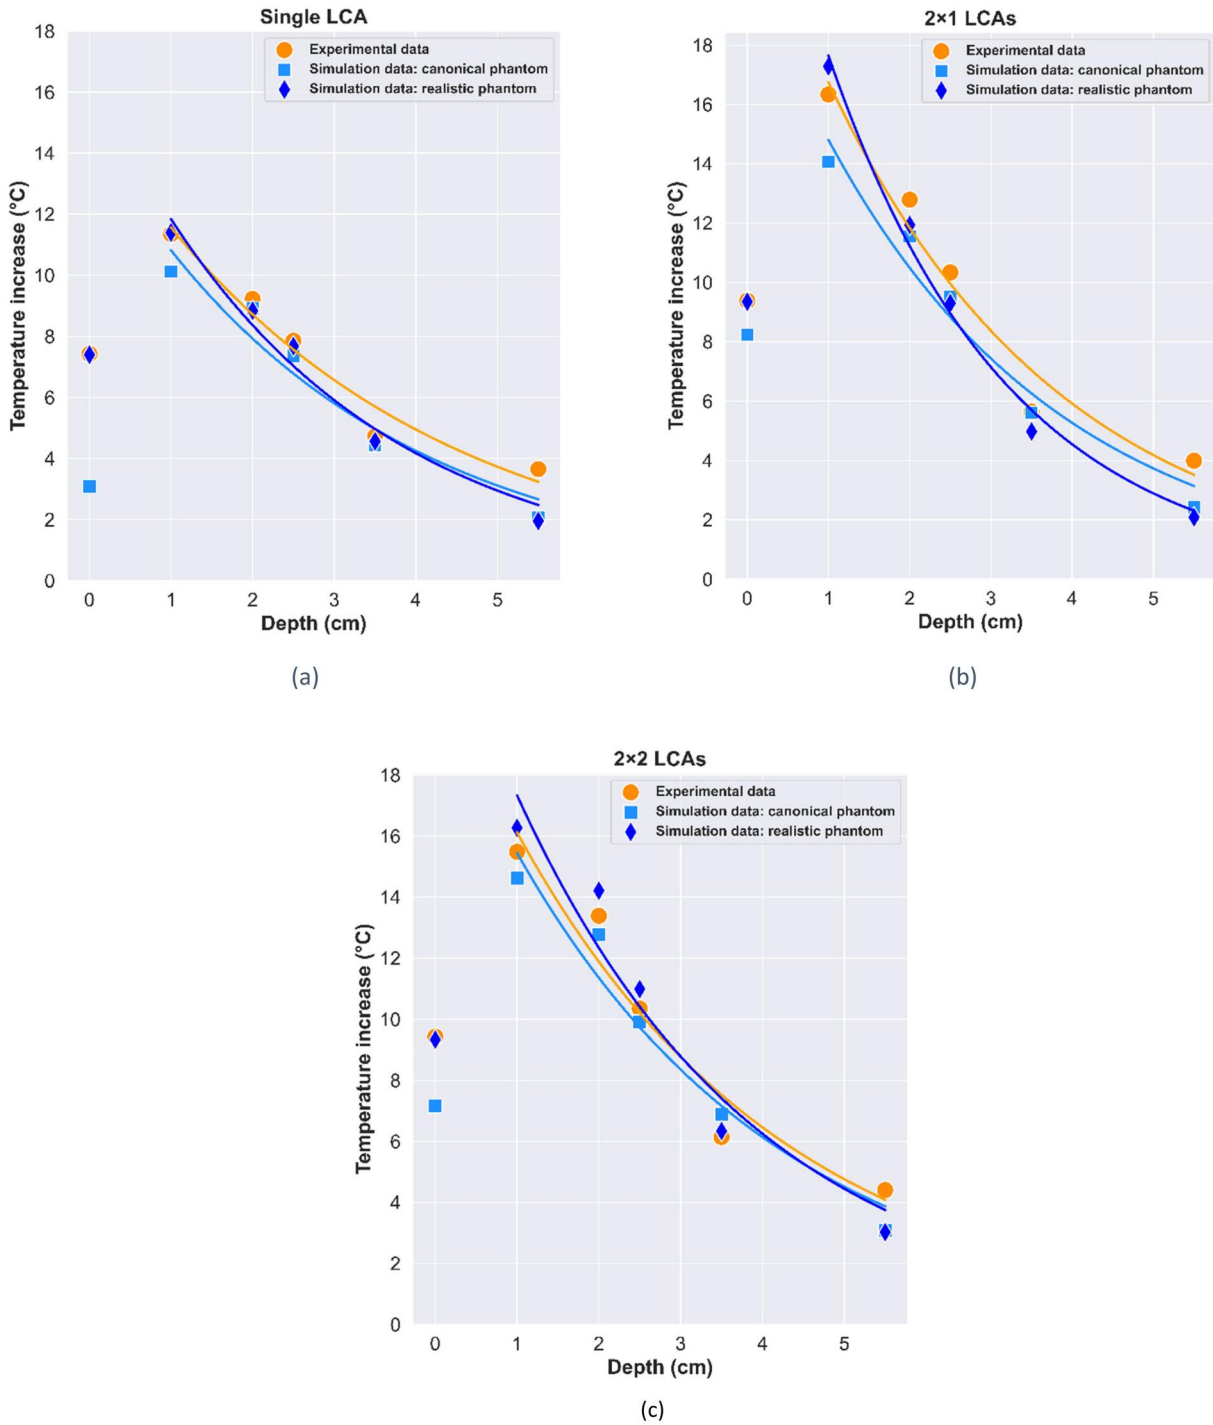 Single LCA
18
16
14
12
10
8
6
4
2
0
Temperature increase (°C)
Experimental data
Simulation data: canonical phantom
Simulation data: realistic phantom
0 1 2 3 4 5
Depth (cm)
(a)
2×1 LCAs
18
16
14
12
10
8
6
4
2
0
Temperature increase (°C)
Experimental data
Simulation data: canonical phantom
Simulation data: realistic phantom
0 1 2 3 4 5
Depth (cm)
(b)
2×2 LCAs
18
16
14
12
10
8
6
4
2
0
Temperature increase (°C)
Experimental data
Simulation data: canonical phantom
Simulation data: realistic phantom
0 1 2 3 4 5
Depth (cm)
(c)